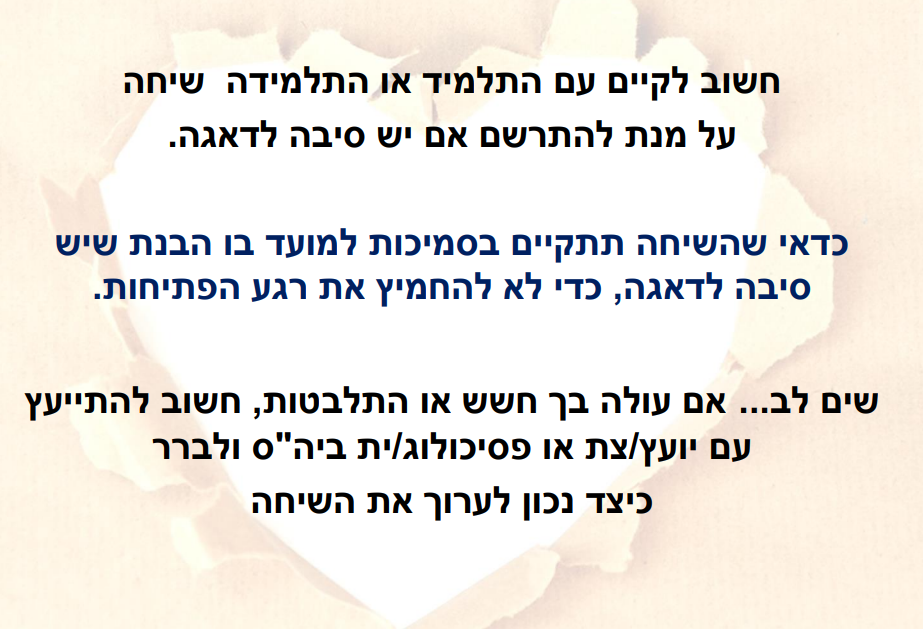 חשוב לקיים עם התלמיד או התלמידה שיחה
על מנת להתרשם אם יש סיבה לדאגה.
כדאי שהשיחה תתקיים בסמיכות למועד בו הבנת שיש
סיבה לדאגה, כדי לא להחמיץ את רגע הפתיחות.
שים לב... אם עולה בך חשש או התלבטות, חשוב להתייעץ
עם יועץ/צת או פסיכולוג/ית ביה"ס ולברר
כיצד נכון לערוך את השיחה